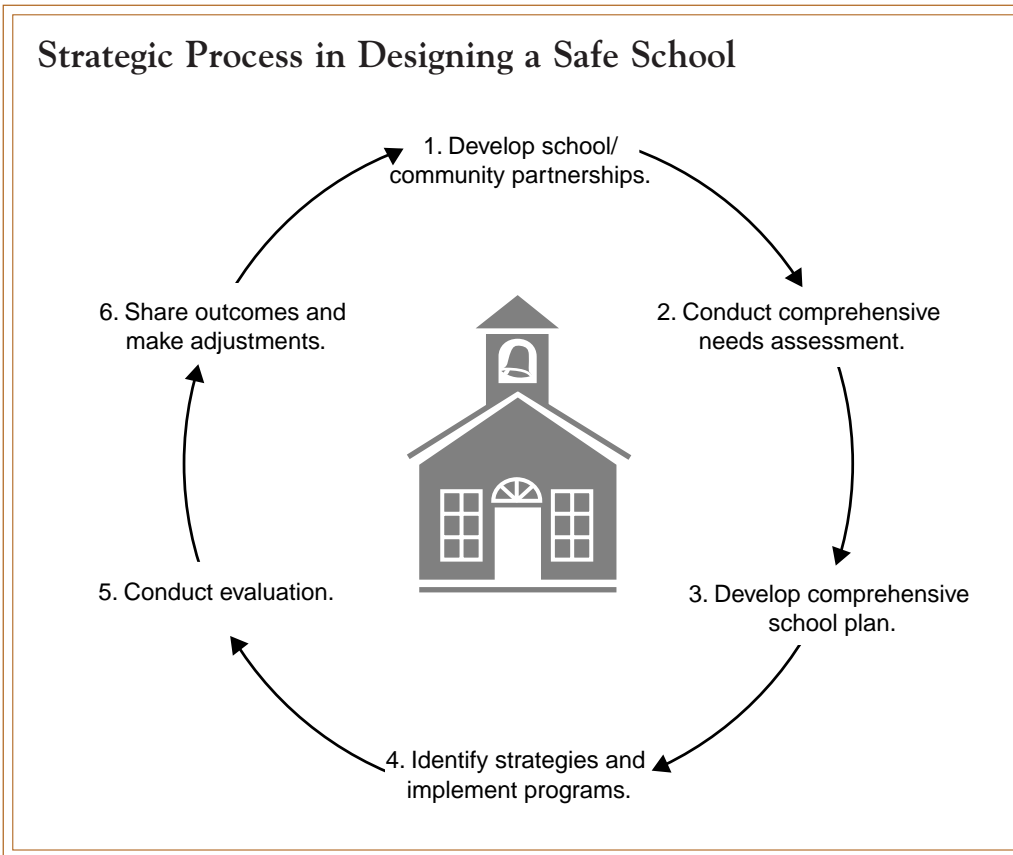 Strategic Process in Designing a Safe School
1. Develop school/
community partnerships.
2. Conduct comprehensive
needs assessment.
3. Develop comprehensive
school plan.
4. Identify strategies and
implement programs.
5. Conduct evaluation.
6. Share outcomes and
make adjustments.